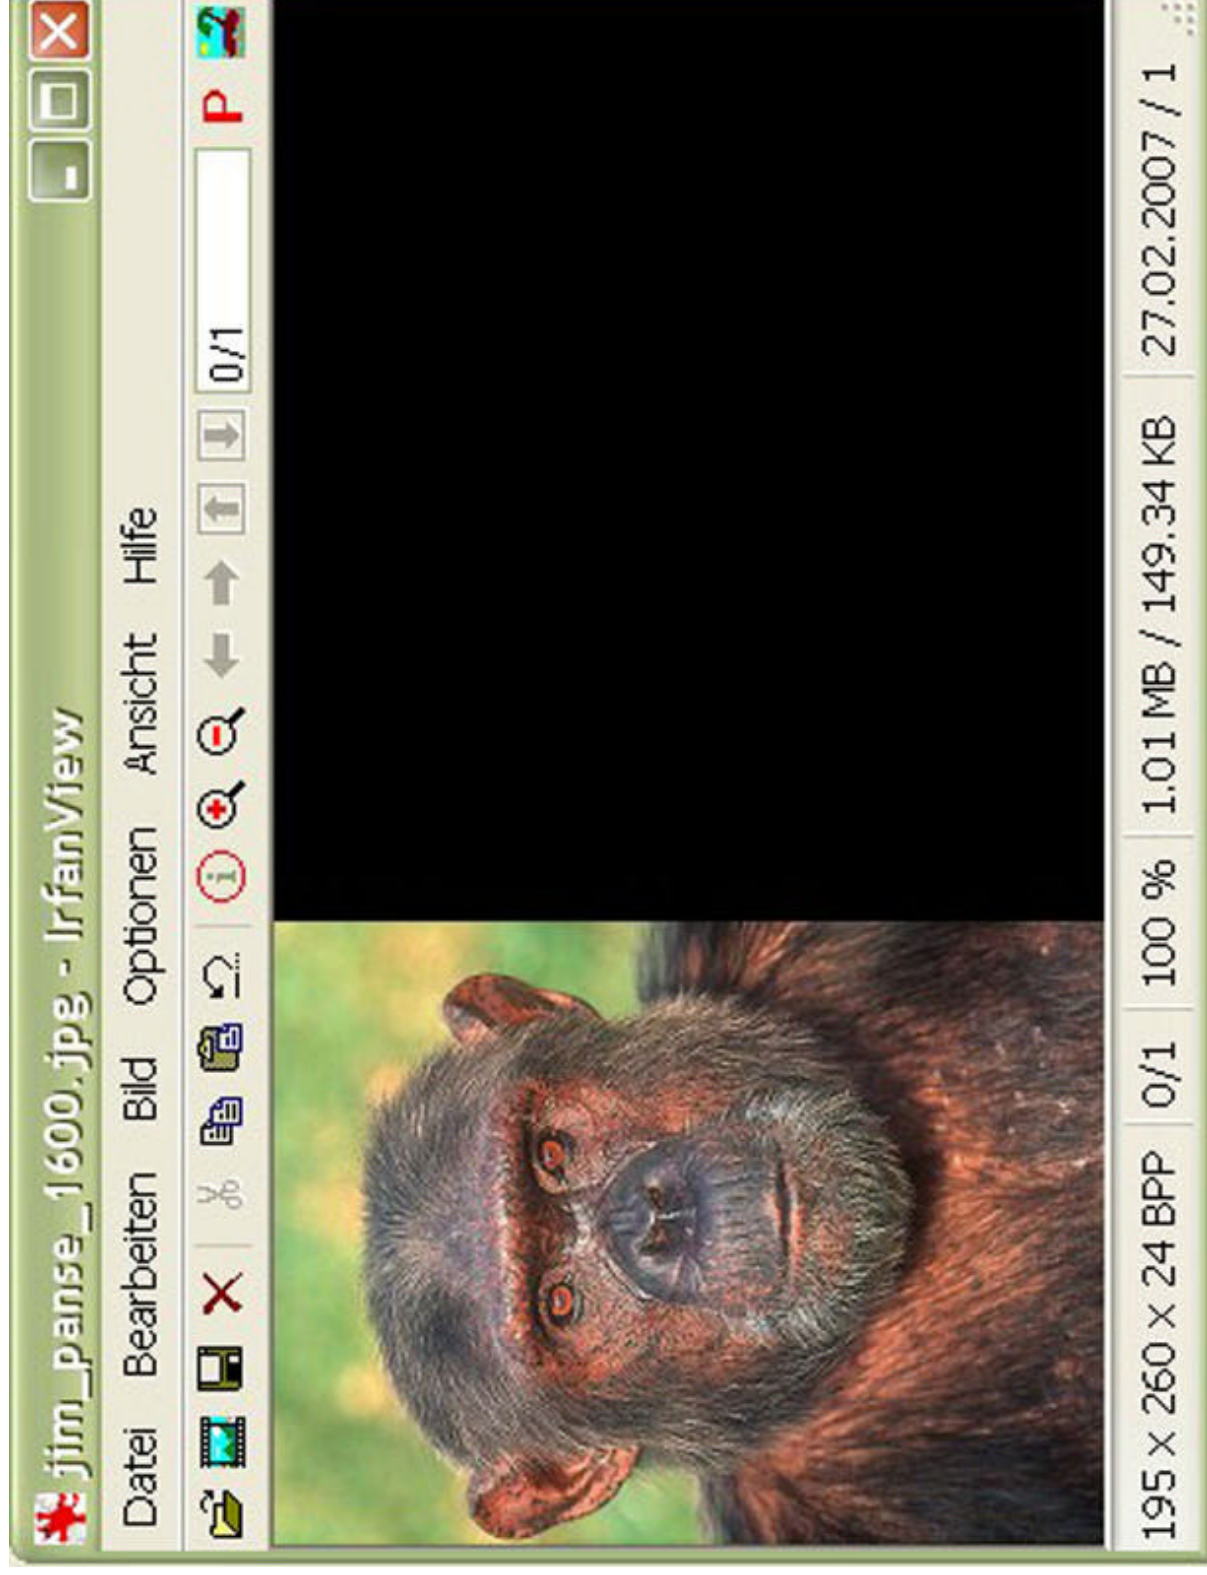 jim_panse_1600.jpg - IrfanView
Datei Bearbeiten Bild Optionen Ansicht Hilfe
0/1 P
195 x 260 x 24 BPP 0/1 100 % 1.01 MB / 149.34 KB 27.02.2007 / 1